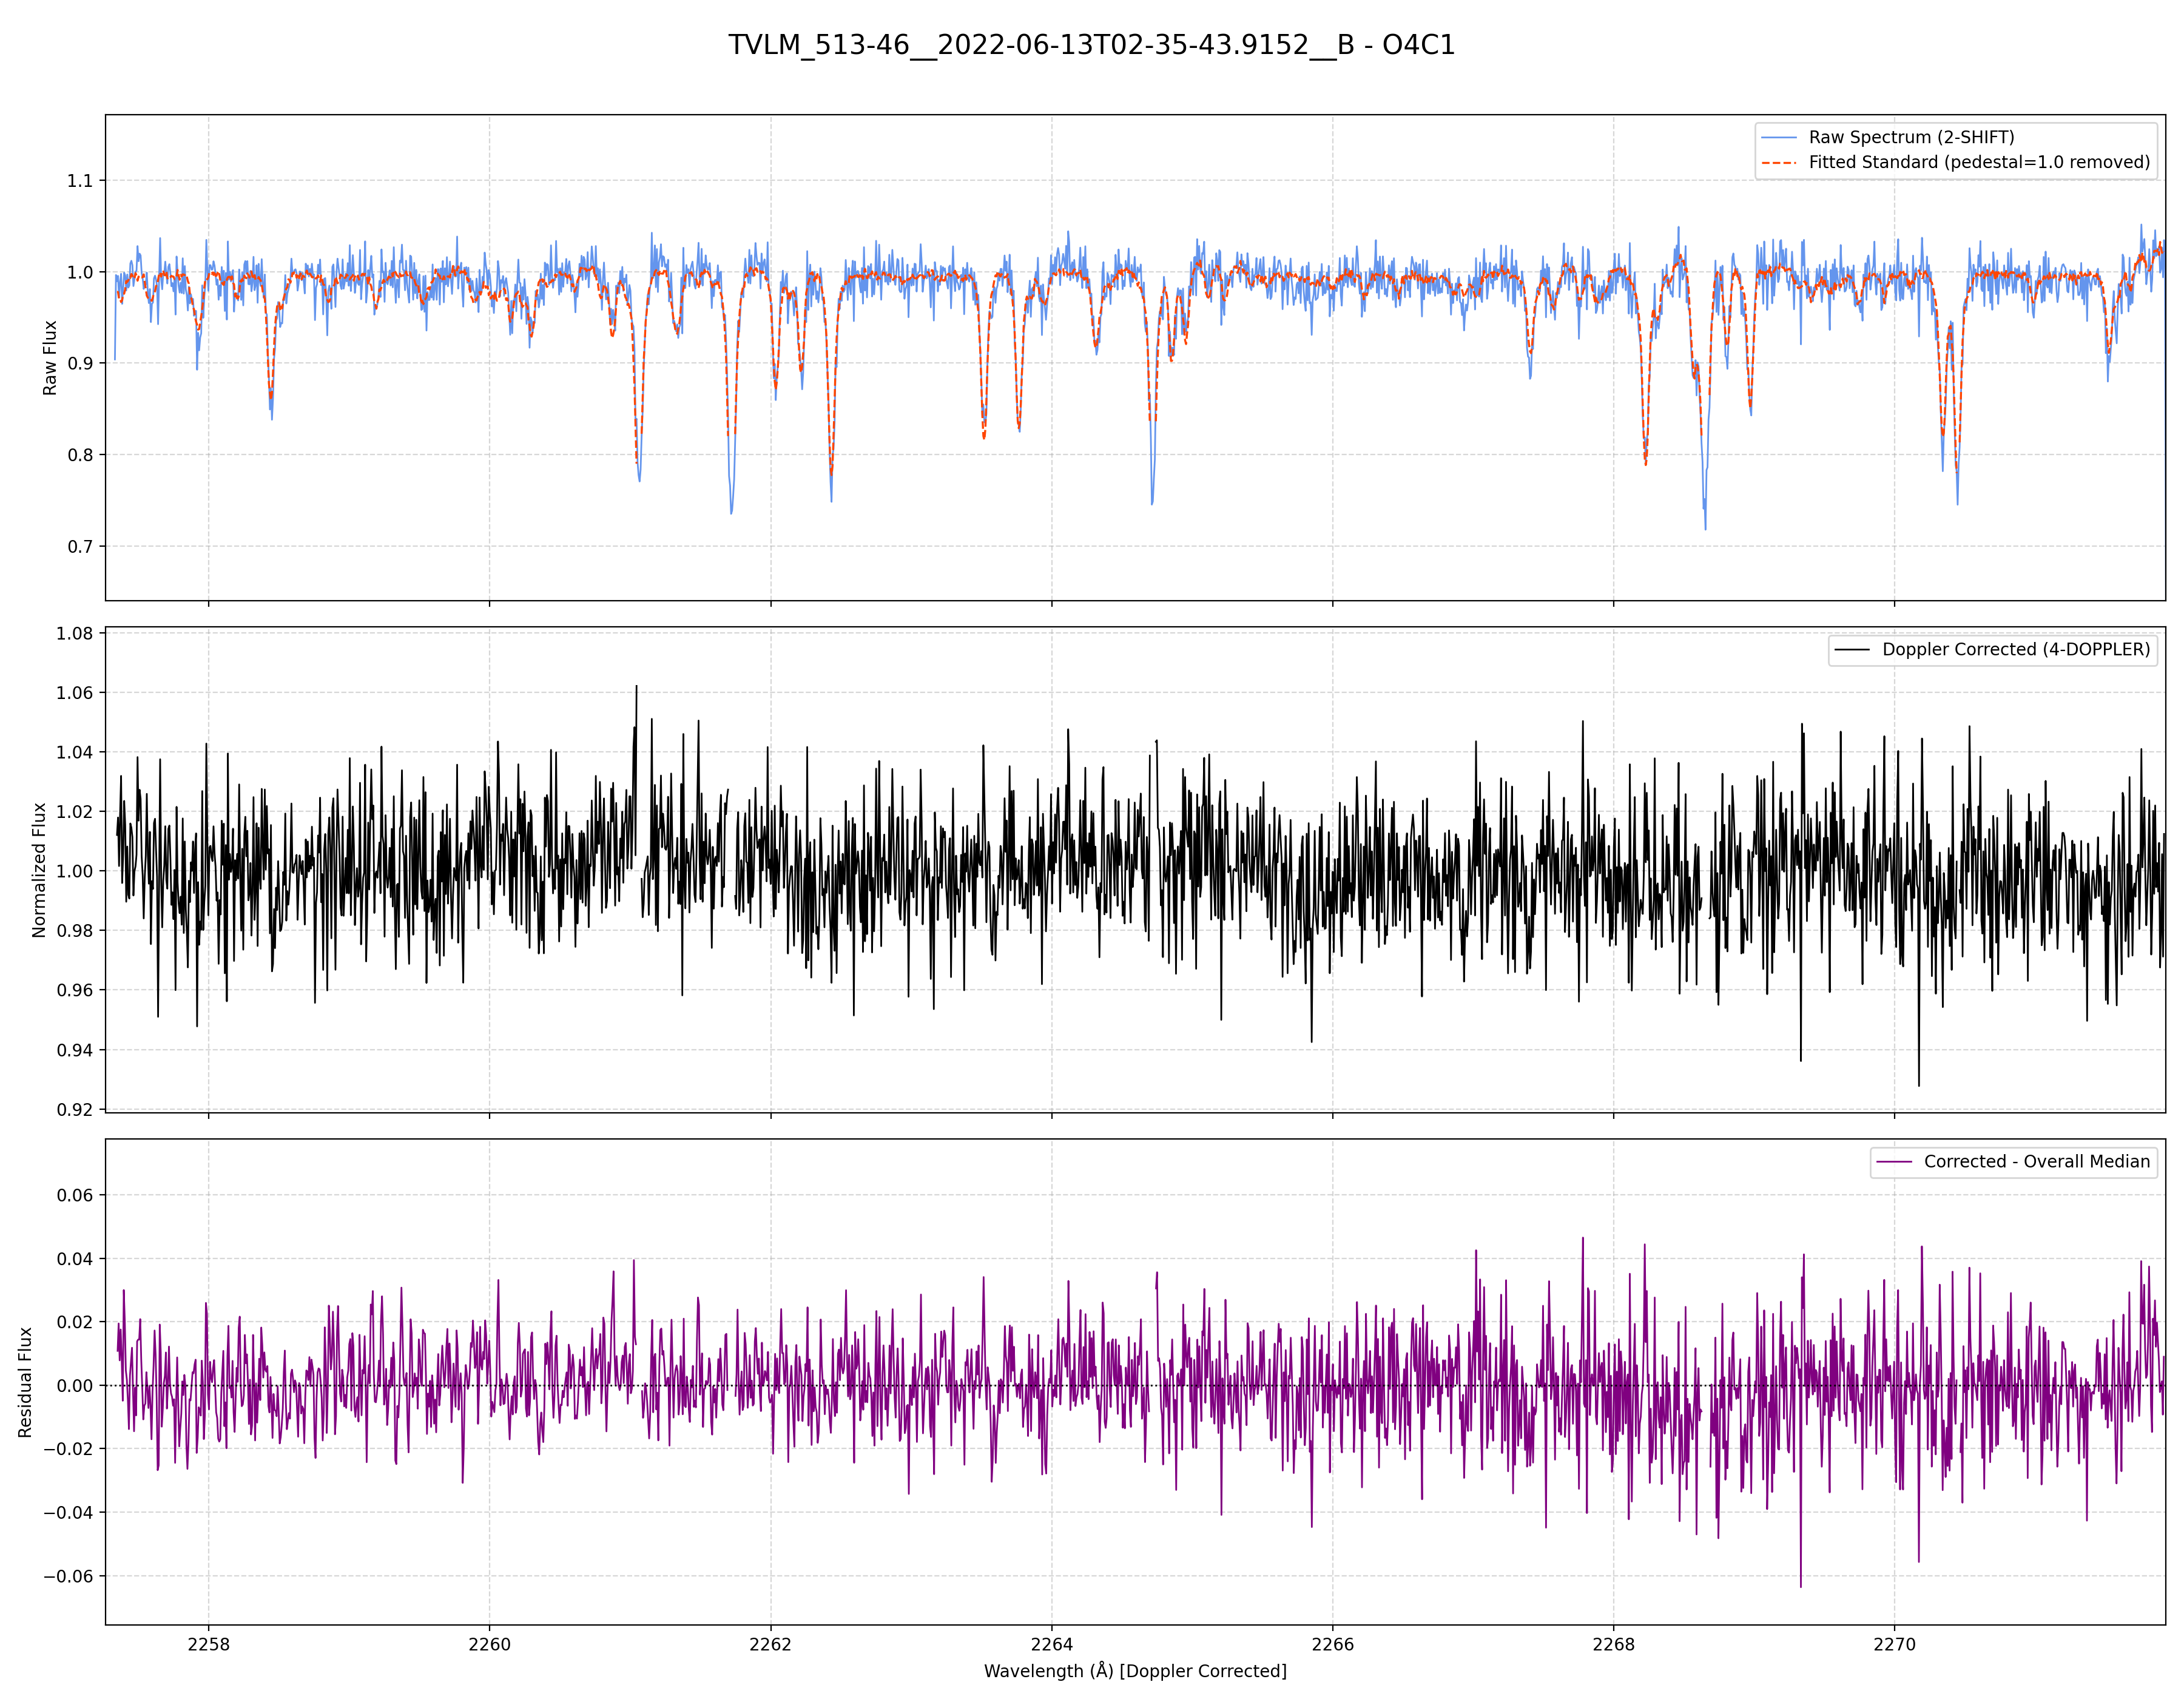 TVLM_513-46__2022-06-13T02-35-43.9152__B - O4C1
Raw Spectrum (2-SHIFT)
Fitted Standard (pedestal=1.0 removed)
1.1
1.0
0.9
0.8
0.7
Raw Flux
Doppler Corrected (4-DOPPLER)
1.08
1.06
1.04
1.02
1.00
0.98
0.96
0.94
0.92
Normalized Flux
Corrected - Overall Median
0.06
0.04
0.02
0.00
−0.02
−0.04
−0.06
Residual Flux
2258 2260 2262 2264 2266 2268 2270
Wavelength (Å) [Doppler Corrected]